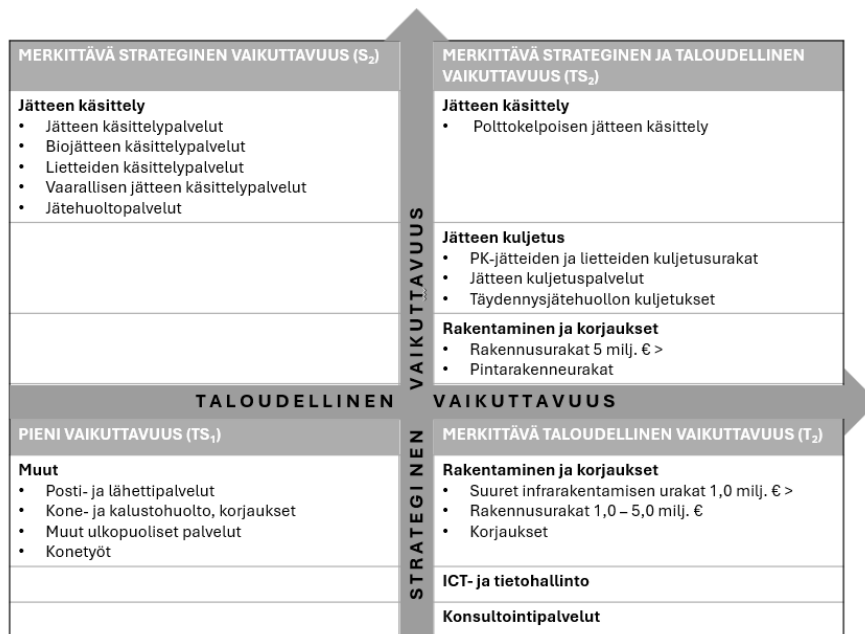 MERKITTÄVÄ STRATEGINEN VAIKUTTAVUUS (S₂)
Jätteen käsittely
• Jätteen käsittelypalvelut
• Biojätteen käsittelypalvelut
• Lietteiden käsittelypalvelut
• Vaarallisen jätteen käsittelypalvelut
• Jätehuoltopalvelut
MERKITTÄVÄ STRATEGINEN JA TALOUDELLINEN
VAIKUTTAVUUS (TS₂)
Jätteen käsittely
• Polttokelpoisen jätteen käsittely
Jätteen kuljetus
• PK-jätteiden ja lietteiden kuljetusurakat
• Jätteen kuljetuspalvelut
• Täydennysjätehuollon kuljetukset
Rakentaminen ja korjaukset
• Rakennusurakat 5 milj. € >
• Pintarakenneurakat
STRATEGINEN VAIKUTTAVUUS
TALOUDELLINEN VAIKUTTAVUUS
PIENI VAIKUTTAVUUS (TS₁)
Muut
• Posti- ja lähettipalvelut
• Kone- ja kalustohuolto, korjaukset
• Muut ulkopuoliset palvelut
• Konetyöt
MERKITTÄVÄ TALOUDELLINEN VAIKUTTAVUUS (T₂)
Rakentaminen ja korjaukset
• Suuret infrarakentamisen urakat 1,0 milj. € >
• Rakennusurakat 1,0 – 5,0 milj. €
• Korjaukset
ICT- ja tietohallinto
Konsultointipalvelut